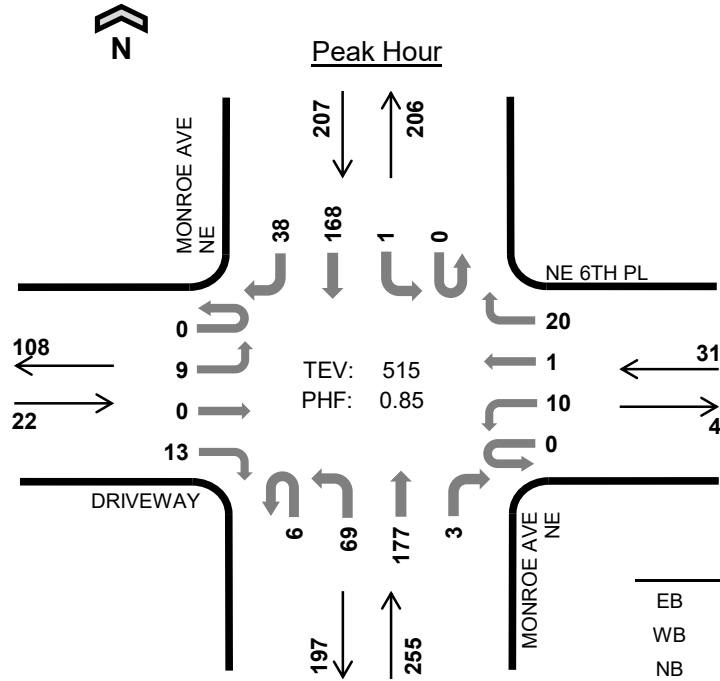 N
Peak Hour
207
206
MONROE AVE
NE
38
168
1
0
NE 6TH PL
0
9
0
13
108
22
TEV: 515
PHF: 0.85
20
1
10
0
31
4
DRIVEWAY
6
69
177
3
MONROE AVE
NE
197
255
EB
WB
NB